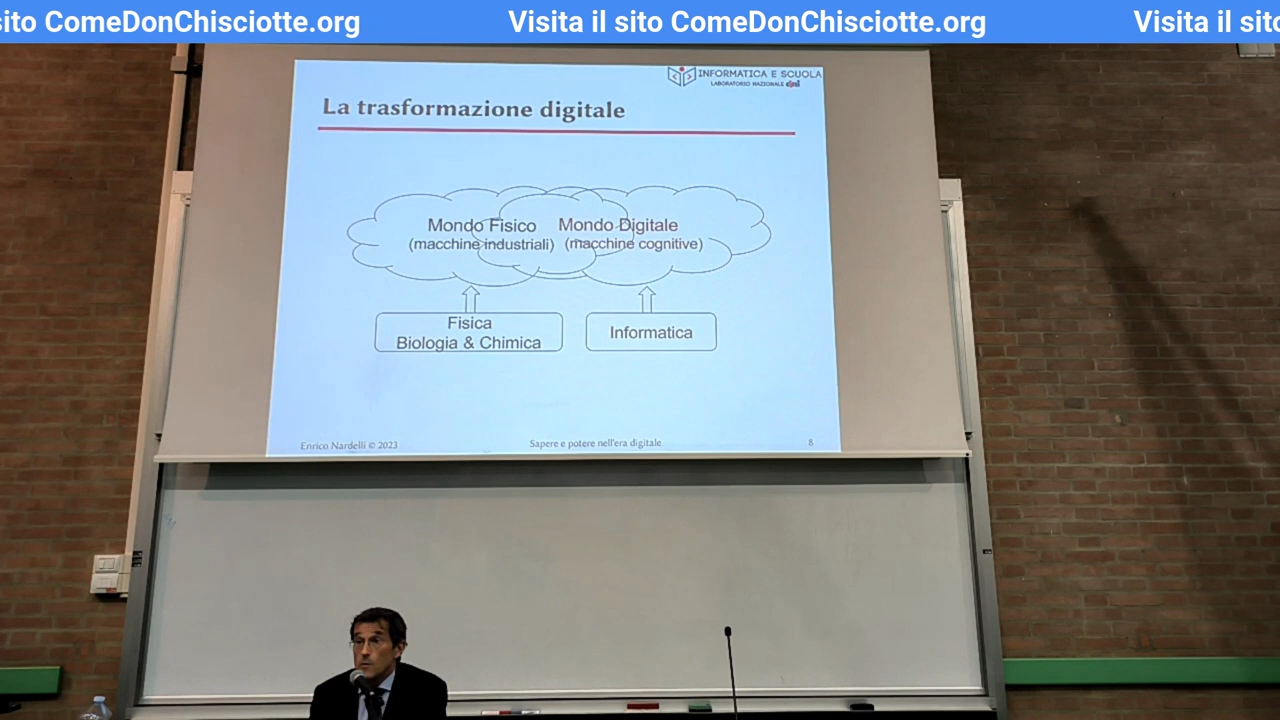 sito ComeDonChisciotte.org
Visita il sito ComeDonChisciotte.org
Visita il sito
INFORMATICA E SCUOLA
LABORATORIO NAZIONALE cini
La trasformazione digitale
Mondo Fisico
(macchine industriali)
Mondo Digitale
(macchine cognitive)
Fisica
Biologia & Chimica
Informatica
Enrico Nardelli © 2023
Sapere e potere nell'era digitale
8